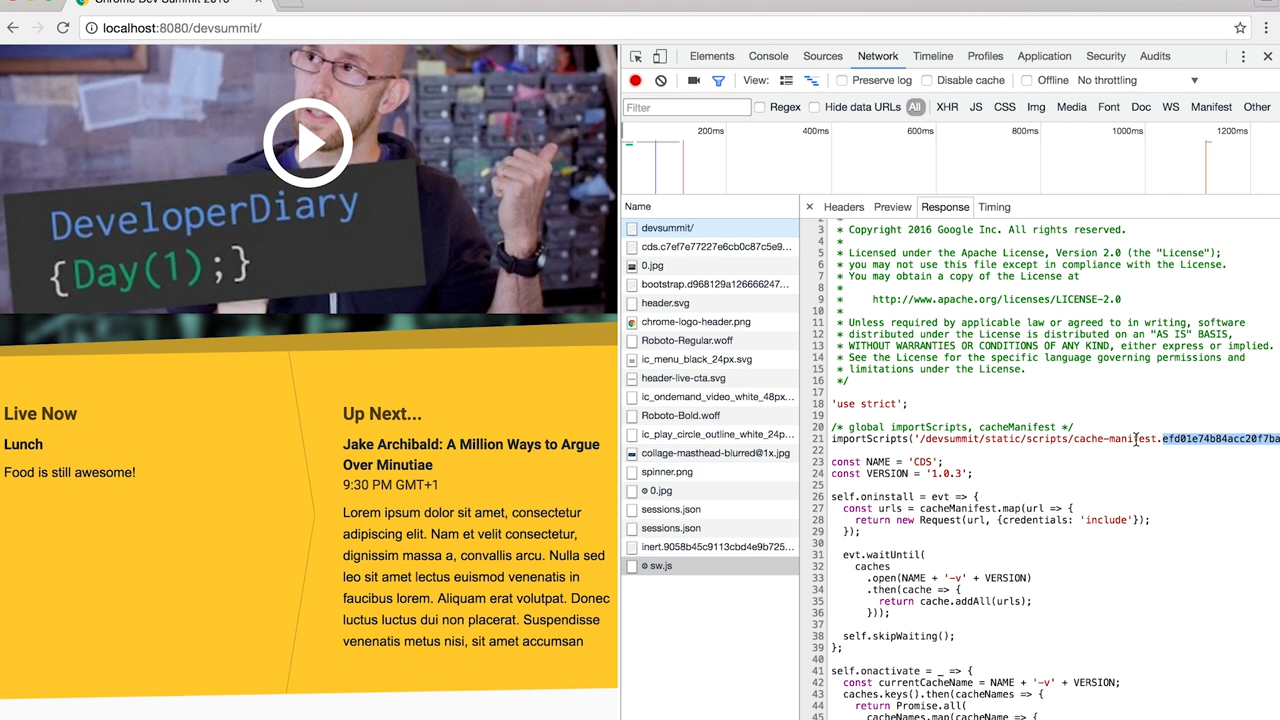 Chrome Dev Summit 2016
localhost:8080/devsummit/
DeveloperDiary
{Day(1);}
Live Now
Lunch
Food is still awesome!
Up Next...
Jake Archibald: A Million Ways to Argue
Over Minutiae
9:30 PM GMT+1
Lorem ipsum dolor sit amet, consectetur
adipiscing elit. Nam et velit consectetur,
dignissim massa a, convallis arcu. Nulla sed
leo sit amet lectus euismod venenatis in
faucibus lorem. Aliquam erat volutpat. Donec
luctus luctus dui non placerat. Suspendisse
venenatis metus nisi, sit amet accumsan
Elements Console Sources Network Timeline Profiles Application Security Audits
View: Preserve log Disable cache Offline No throttling
Filter Regex Hide data URLs All XHR JS CSS Img Media Font Doc WS Manifest Other
200ms 400ms 600ms 800ms 1000ms 1200ms
Name
devsummit/
cds.c7ef7e77227e6cb0c87c5e9...
0.jpg
bootstrap.d968129a126666247...
header.svg
chrome-logo-header.png
Roboto-Regular.woff
ic_menu_black_24px.svg
header-live-cta.svg
ic_ondemand_video_white_48px...
Roboto-Bold.woff
ic_play_circle_outline_white_24p...
collage-masthead-blurred@1x.jpg
spinner.png
0.jpg
sessions.json
sessions.json
inert.9058b45c9113cbd4e9b725...
sw.js
Headers Preview Response Timing
2 *
3 * Copyright 2016 Google Inc. All rights reserved.
4 *
5 * Licensed under the Apache License, Version 2.0 (the "License");
6 * you may not use this file except in compliance with the License.
7 * You may obtain a copy of the License at
8 *
9 * http://www.apache.org/licenses/LICENSE-2.0
10 *
11 * Unless required by applicable law or agreed to in writing, software
12 * distributed under the License is distributed on an "AS IS" BASIS,
13 * WITHOUT WARRANTIES OR CONDITIONS OF ANY KIND, either express or implied.
14 * See the License for the specific language governing permissions and
15 * limitations under the License.
16 */
17
18 'use strict';
19
20 /* global importScripts, cacheManifest */
21 importScripts('/devsummit/static/scripts/cache-manifest.efd01e74b84acc20f7ba
22
23 const NAME = 'CDS';
24 const VERSION = '1.0.3';
25
26 self.oninstall = evt => {
27 const urls = cacheManifest.map(url => {
28 return new Request(url, {credentials: 'include'});
29 });
30
31 evt.waitUntil(
32 caches
33 .open(NAME + '-v' + VERSION)
34 .then(cache => {
35 return cache.addAll(urls);
36 }));
37
38 self.skipWaiting();
39 };
40
41 self.onactivate = _ => {
42 const currentCacheName = NAME + '-v' + VERSION;
43 caches.keys().then(cacheNames => {
44 return Promise.all(
45 cacheNames.map(cacheName => {